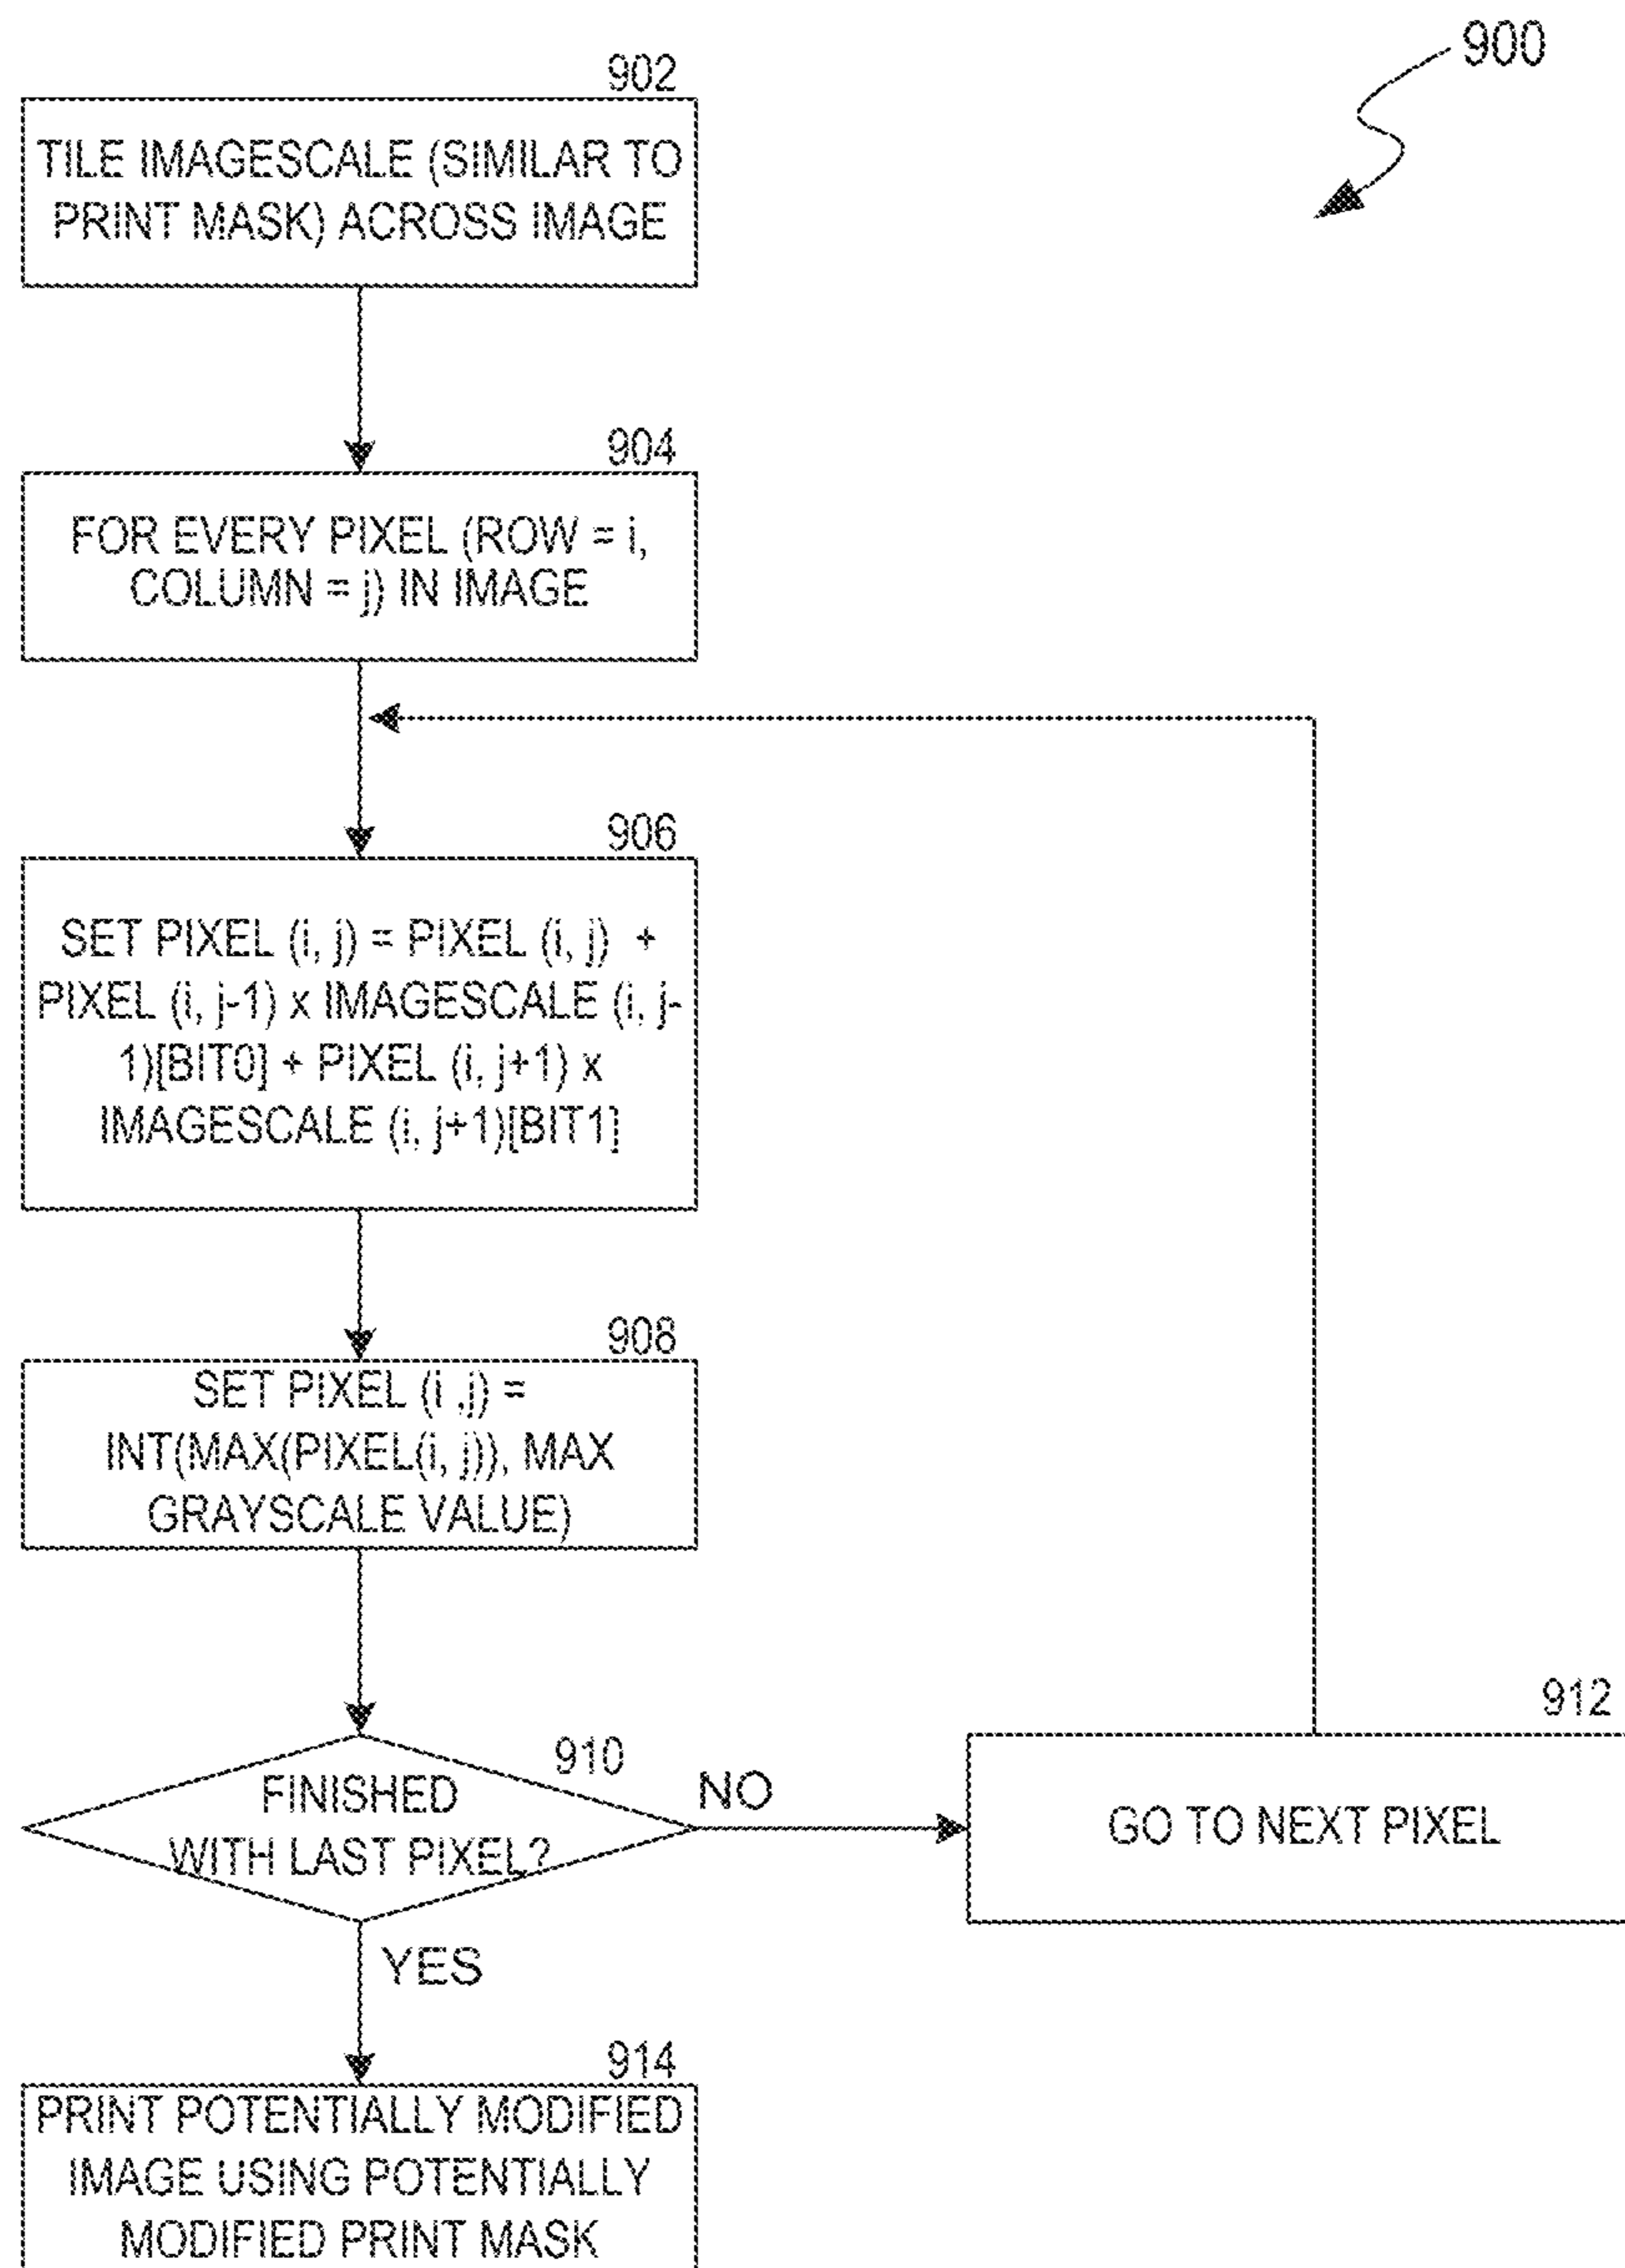 900
902
TILE IMAGESCALE (SIMILAR TO
PRINT MASK) ACROSS IMAGE
904
FOR EVERY PIXEL (ROW = i,
COLUMN = j) IN IMAGE
906
SET PIXEL (i, j) = PIXEL (i, j) +
PIXEL (i, j-1) x IMAGESCALE (i, j-
1)[BIT0] + PIXEL (i, j+1) x
IMAGESCALE (i, j+1)[BIT1]
908
SET PIXEL (i ,j) =
INT(MAX(PIXEL(i, j)), MAX
GRAYSCALE VALUE)
910
FINISHED
WITH LAST PIXEL?
NO
912
GO TO NEXT PIXEL
YES
914
PRINT POTENTIALLY MODIFIED
IMAGE USING POTENTIALLY
MODIFIED PRINT MASK